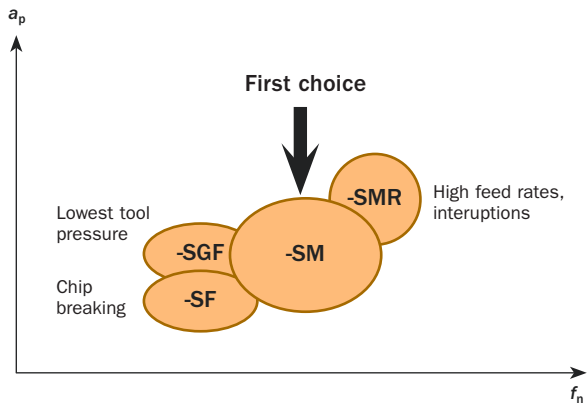 ap
First choice
-SMR
High feed rates,
interuptions
Lowest tool
pressure
-SGF
-SM
Chip
breaking
-SF
fn